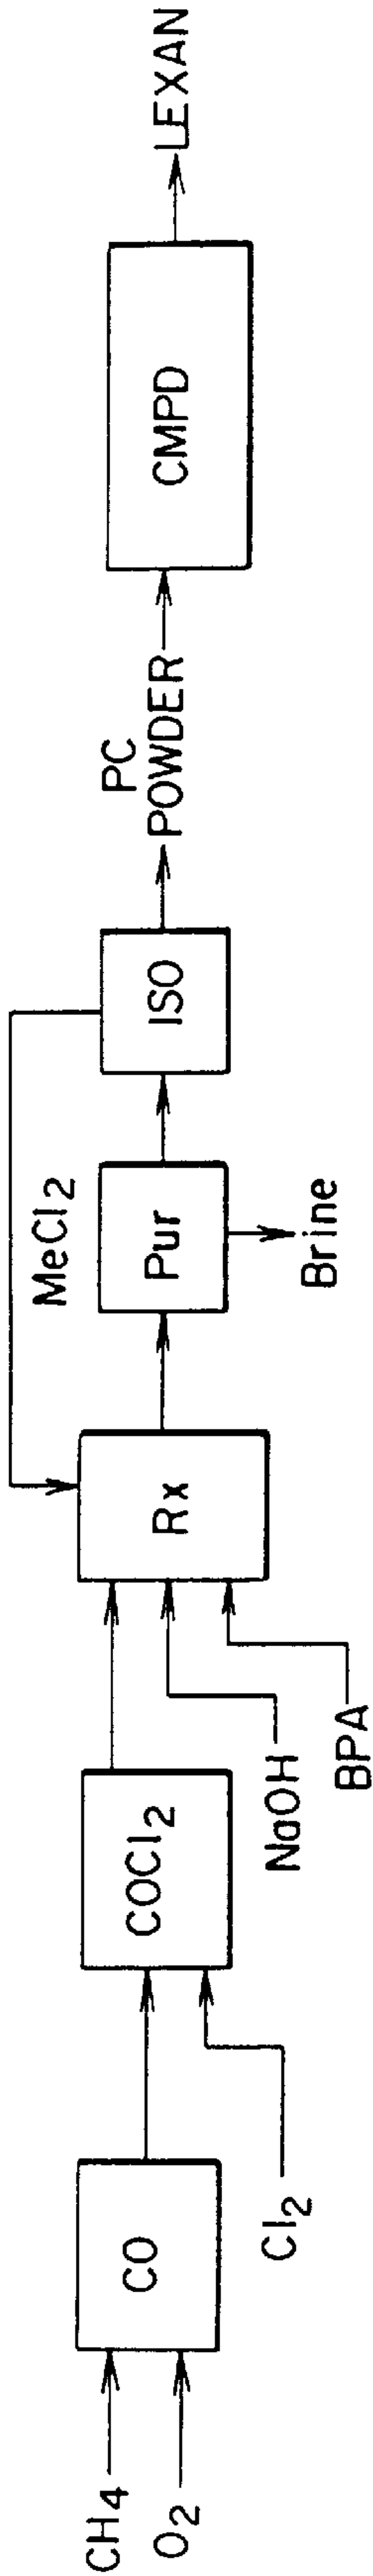 CH4
O2
CO
Cl2
COCl2
NaOH
BPA
Rx
MeCl2
Pur
Brine
ISO
PC
POWDER
CMPD
LEXAN